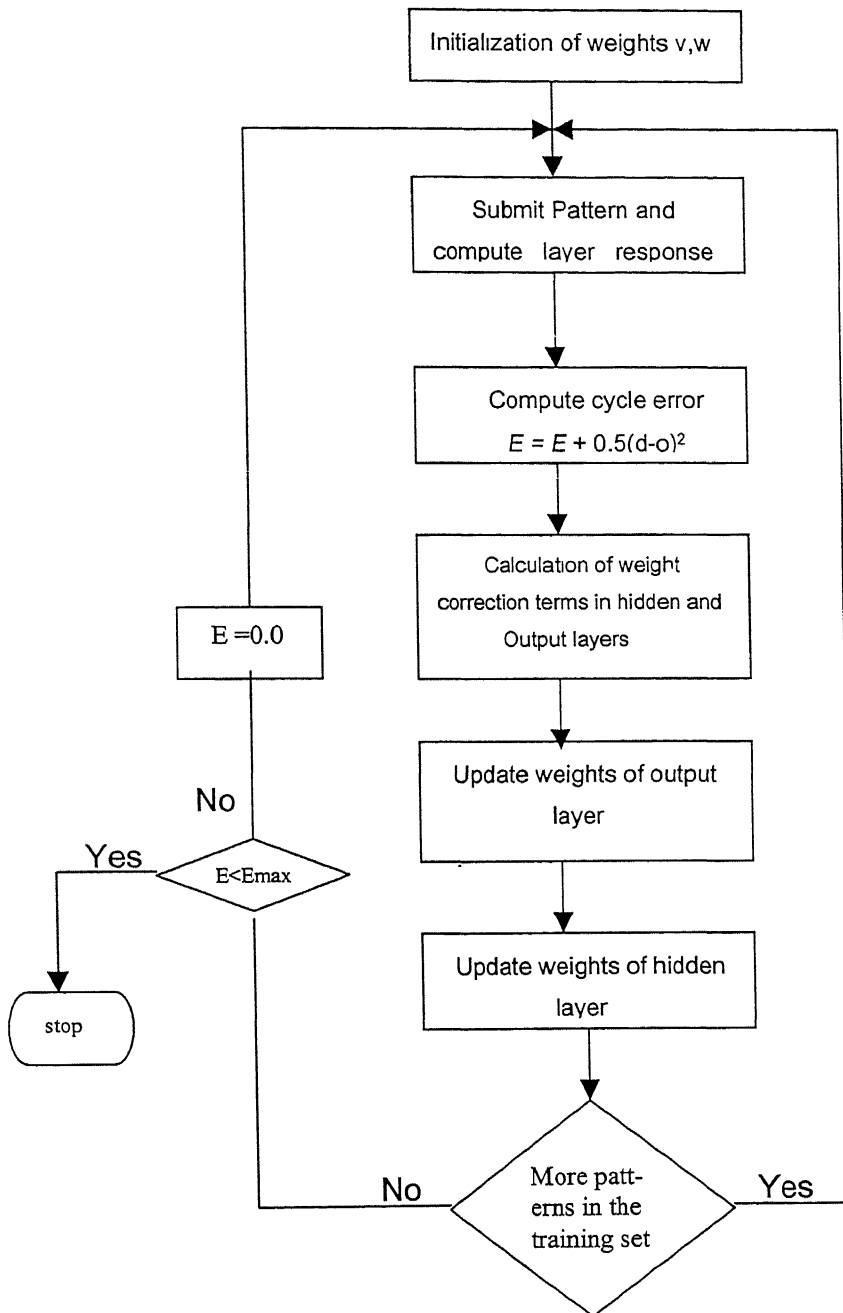 Initialization of weights v,w
Submit Pattern and
compute layer response
Compute cycle error
E = E + 0.5(d-o)²
Calculation of weight
correction terms in hidden and
Output layers
E =0.0
Update weights of output
layer
No
Yes
E<Emax
Update weights of hidden
layer
stop
More patt-
erns in the
training set
No
Yes